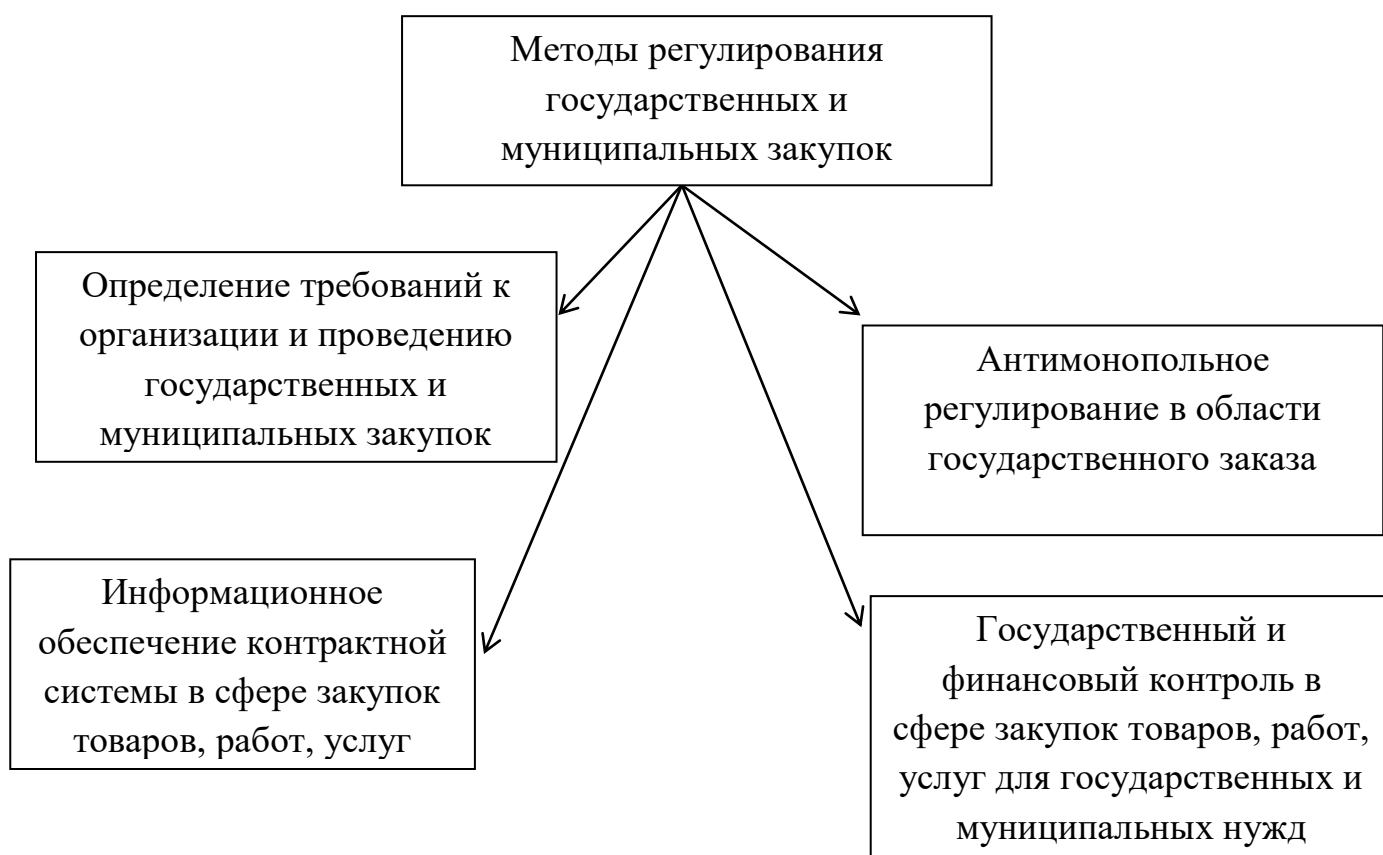 Методы регулирования
государственных и
муниципальных закупок
Определение требований к
организации и проведению
государственных и
муниципальных закупок
Антимонопольное
регулирование в области
государственного заказа
Информационное
обеспечение контрактной
системы в сфере закупок
товаров, работ, услуг
Государственный и
финансовый контроль в
сфере закупок товаров, работ,
услуг для государственных и
муниципальных нужд